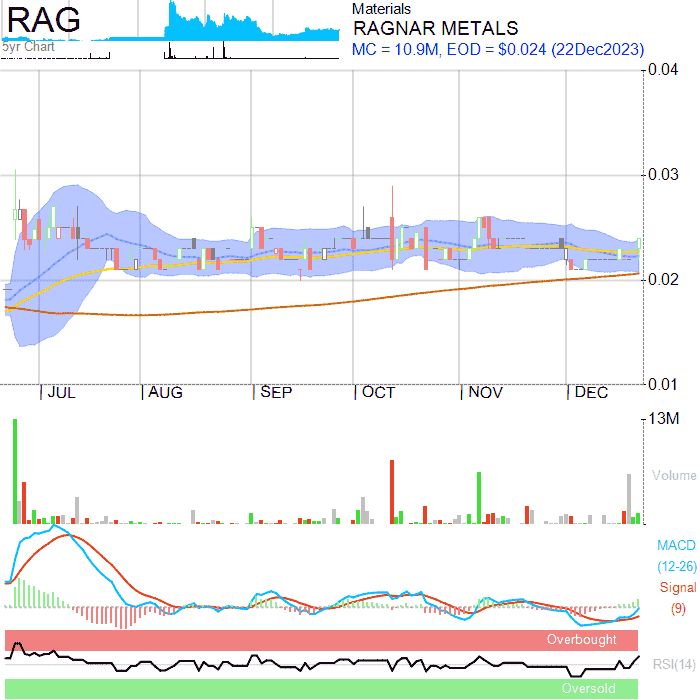 RAG
5yr Chart
Materials
RAGNAR METALS
MC = 10.9M, EOD = $0.024 (22Dec2023)
0.04
0.03
0.02
0.01
JUL AUG SEP OCT NOV DEC
13M
Volume
MACD
(12-26)
Signal
(9)
Overbought
RSI(14)
Oversold